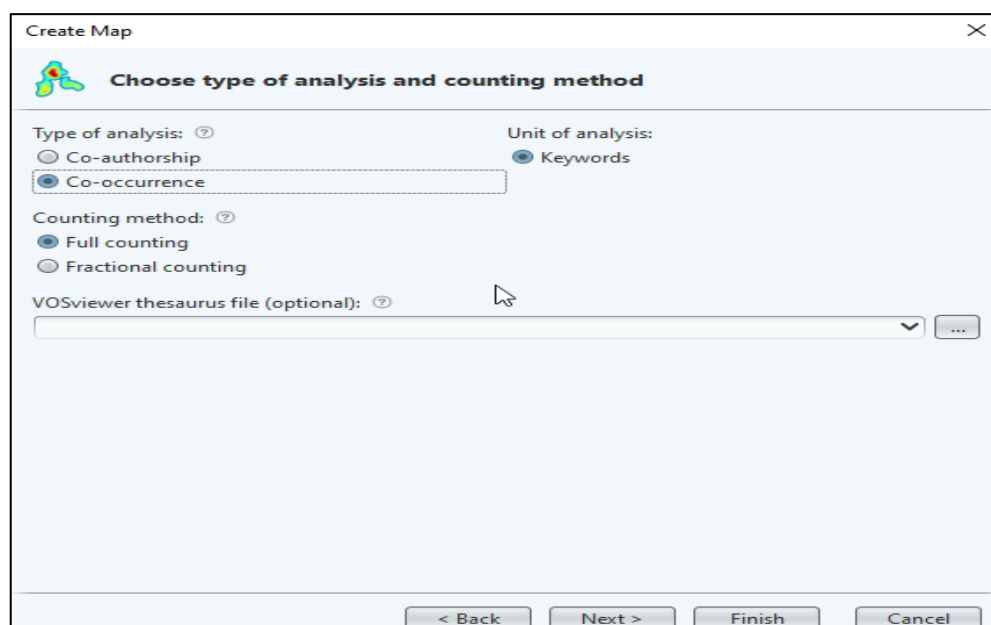 Create Map
Choose type of analysis and counting method
Type of analysis: ?
Unit of analysis:
Co-authorship
Keywords
Co-occurrence
Counting method: ?
Full counting
Fractional counting
VOSviewer thesaurus file (optional): ?
...
< Back Next > Finish Cancel